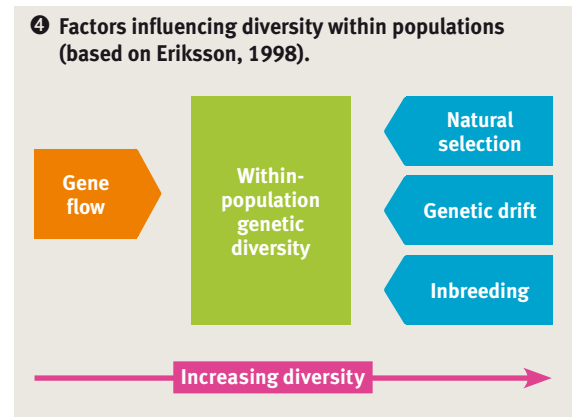 ❹ Factors influencing diversity within populations
(based on Eriksson, 1998).
Gene
flow
Within-
population
genetic
diversity
Natural
selection
Genetic drift
Inbreeding
Increasing diversity